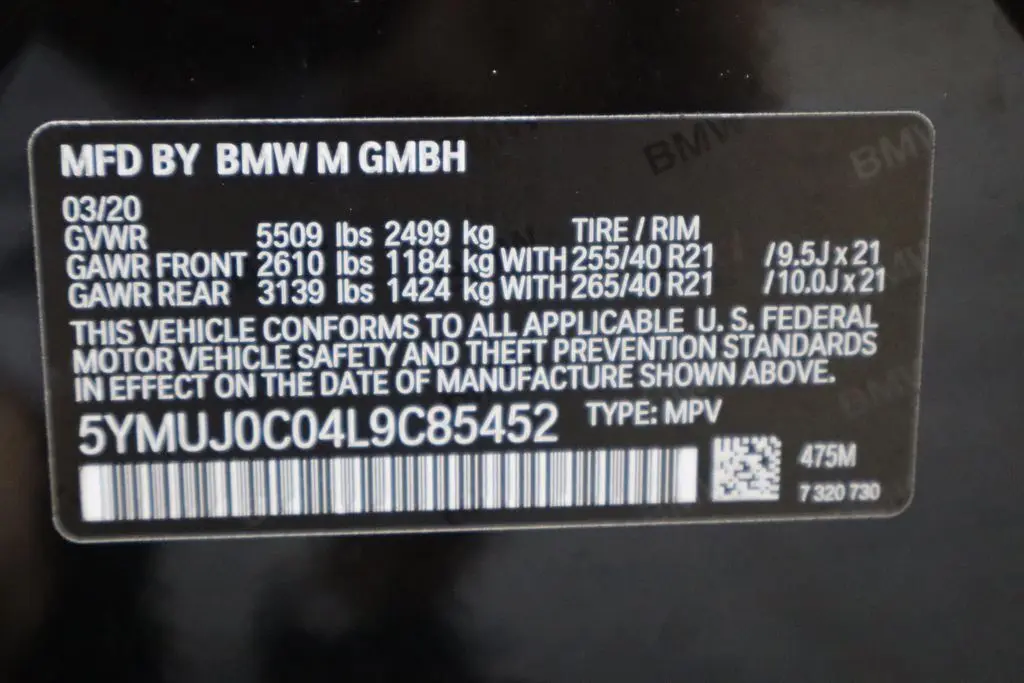 MFD BY BMW M GMBH
03/20
GVWR 5509 lbs 2499 kg TIRE / RIM
GAWR FRONT 2610 lbs 1184 kg WITH 255/40 R21 /9.5J x 21
GAWR REAR 3139 lbs 1424 kg WITH 265/40 R21 /10.0J x 21
THIS VEHICLE CONFORMS TO ALL APPLICABLE U. S. FEDERAL
MOTOR VEHICLE SAFETY AND THEFT PREVENTION STANDARDS
IN EFFECT ON THE DATE OF MANUFACTURE SHOWN ABOVE.
5YMUJ0C04L9C85452 TYPE: MPV
475M
7 320 730
BMW
BMW